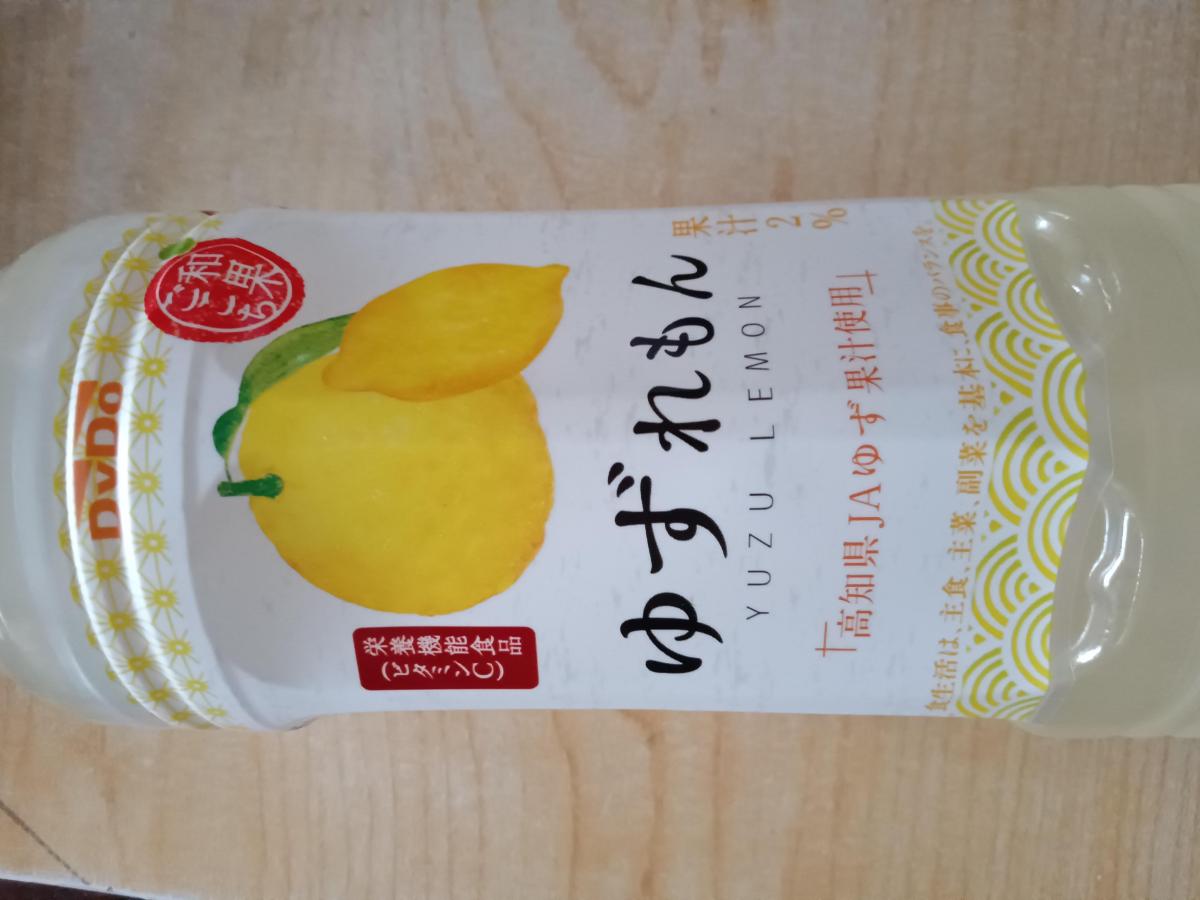 DyDo
和果
ごこち
栄養機能食品
(ビタミンC)
ゆずれもん
YUZU LEMON
果汁2%
「高知県JAゆず果汁使用」
食生活は、主食、主菜、副菜を基本に、食事のバランスを。